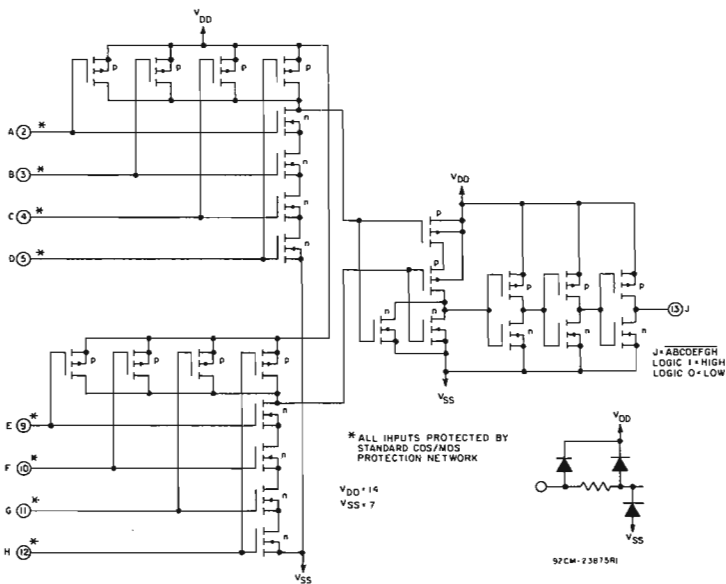 VDD
p p p p
n
A 2 *
n
B 3 *
n
C 4 *
n
D 5 *
VDD
p
p
n n
p p p
n n n
13 J
VSS
J=ABCDEFGH
LOGIC 1=HIGH
LOGIC 0=LOW
p p p p
n
E 9 *
n
F 10 *
n
G 11 *
n
H 12 *
VSS
* ALL INPUTS PROTECTED BY
STANDARD COS/MOS
PROTECTION NETWORK
VDD=14
VSS=7
VDD
VSS
92CM-23875R1